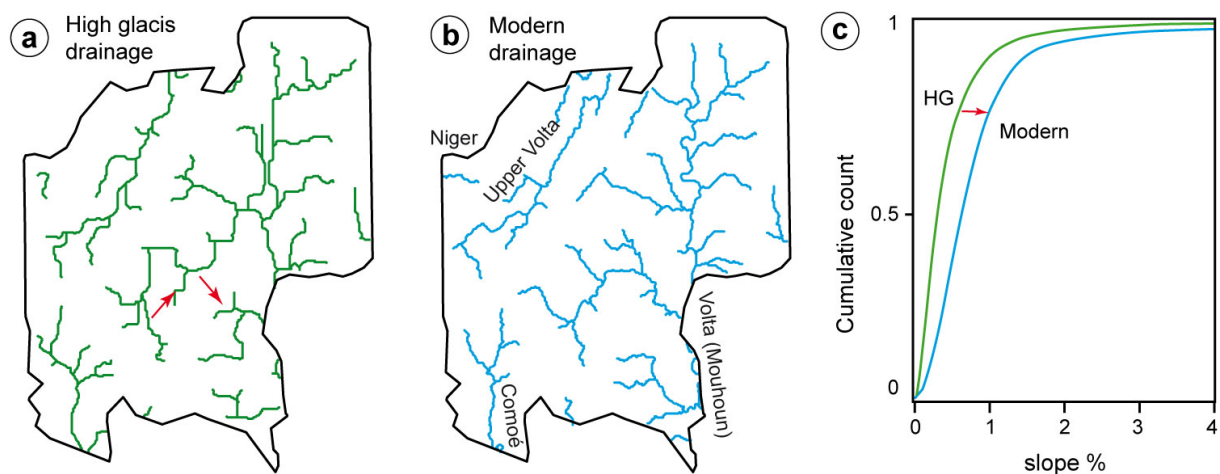 a
High glacis
drainage
b
Modern
drainage
Niger
Upper Volta
Comoé
Volta (Mouhoun)
c
1
0.5
0
Cumulative count
HG
Modern
0 1 2 3 4
slope %